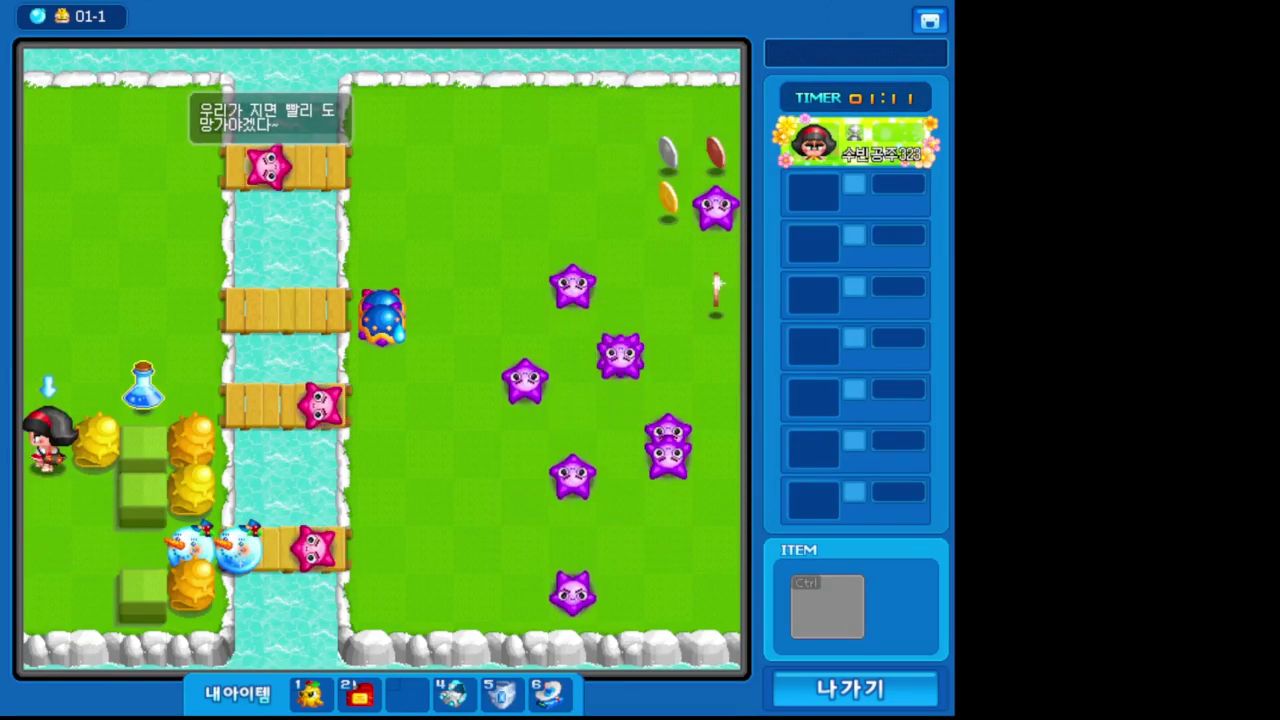 01-1
우리가 지면 빨리 도
망가야겠다~
TIMER 01:11
수빈공주323
ITEM
Ctrl
내아이템
1
2
4
5
6
나가기